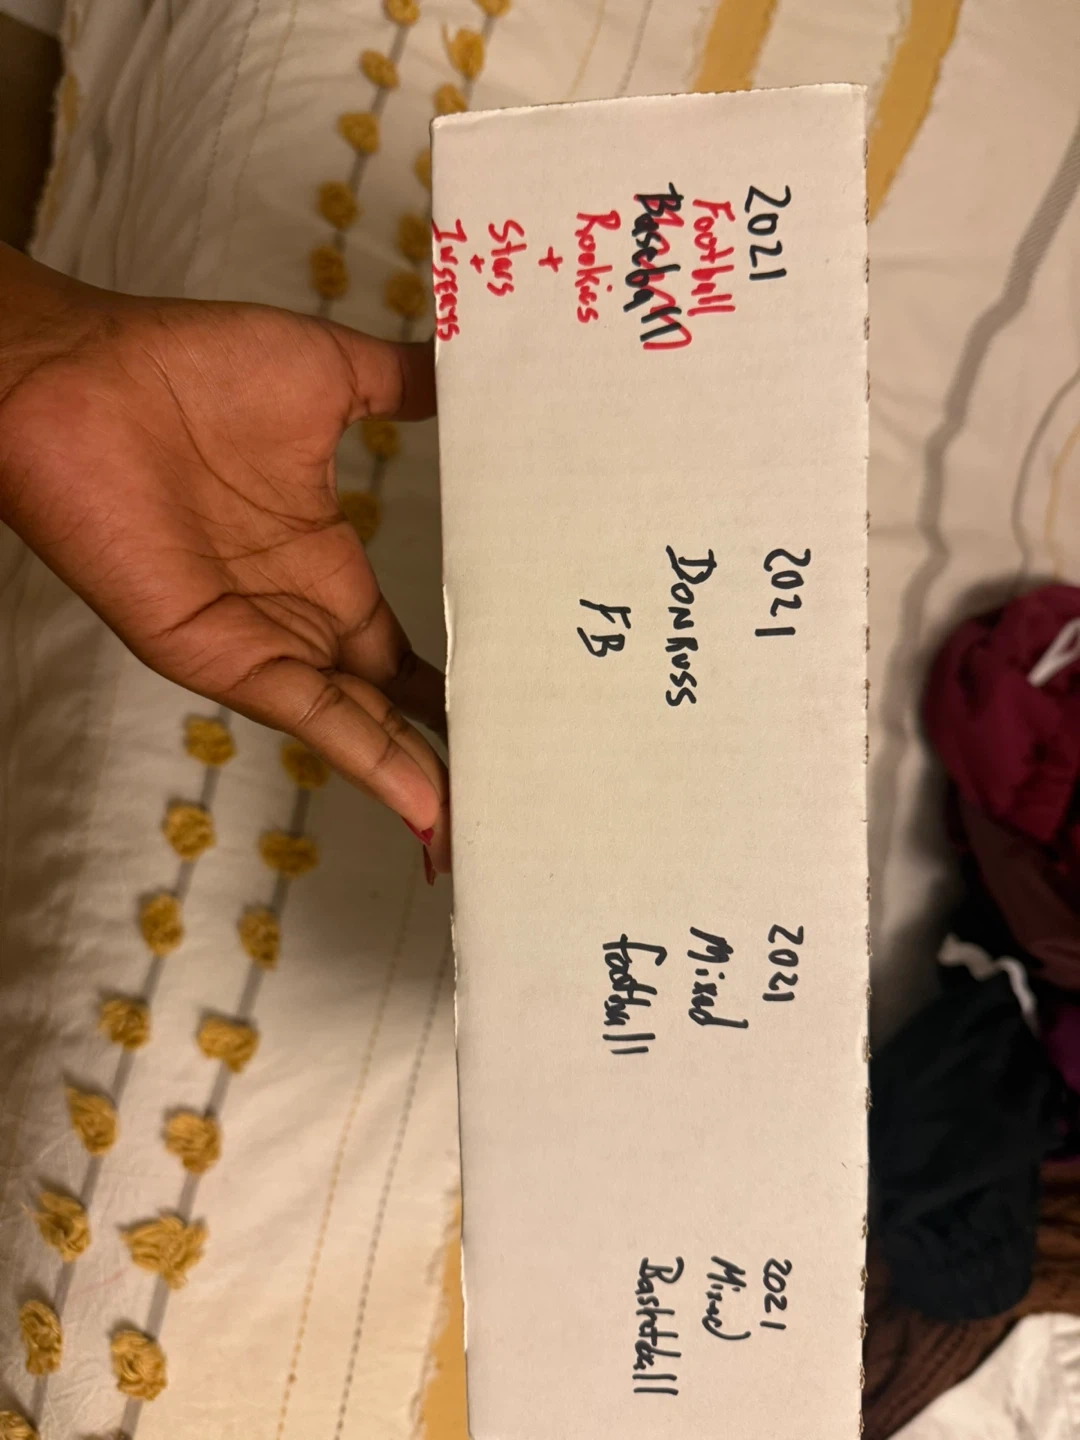 2021
Football
Baseball
Rookies
+
Stars
+
Inserts
2021
DONRUSS
FB
2021
Mixed
football
2021
Mixed
Basketball